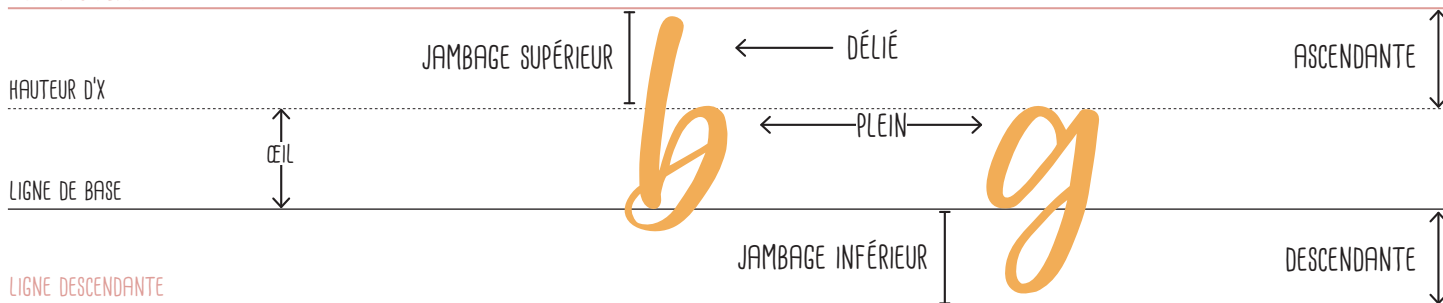 JAMBAGE SUPÉRIEUR
DÉLIÉ
ASCENDANTE
HAUTEUR D'X
b g
PLEIN
ŒIL
LIGNE DE BASE
JAMBAGE INFÉRIEUR
DESCENDANTE
LIGNE DESCENDANTE